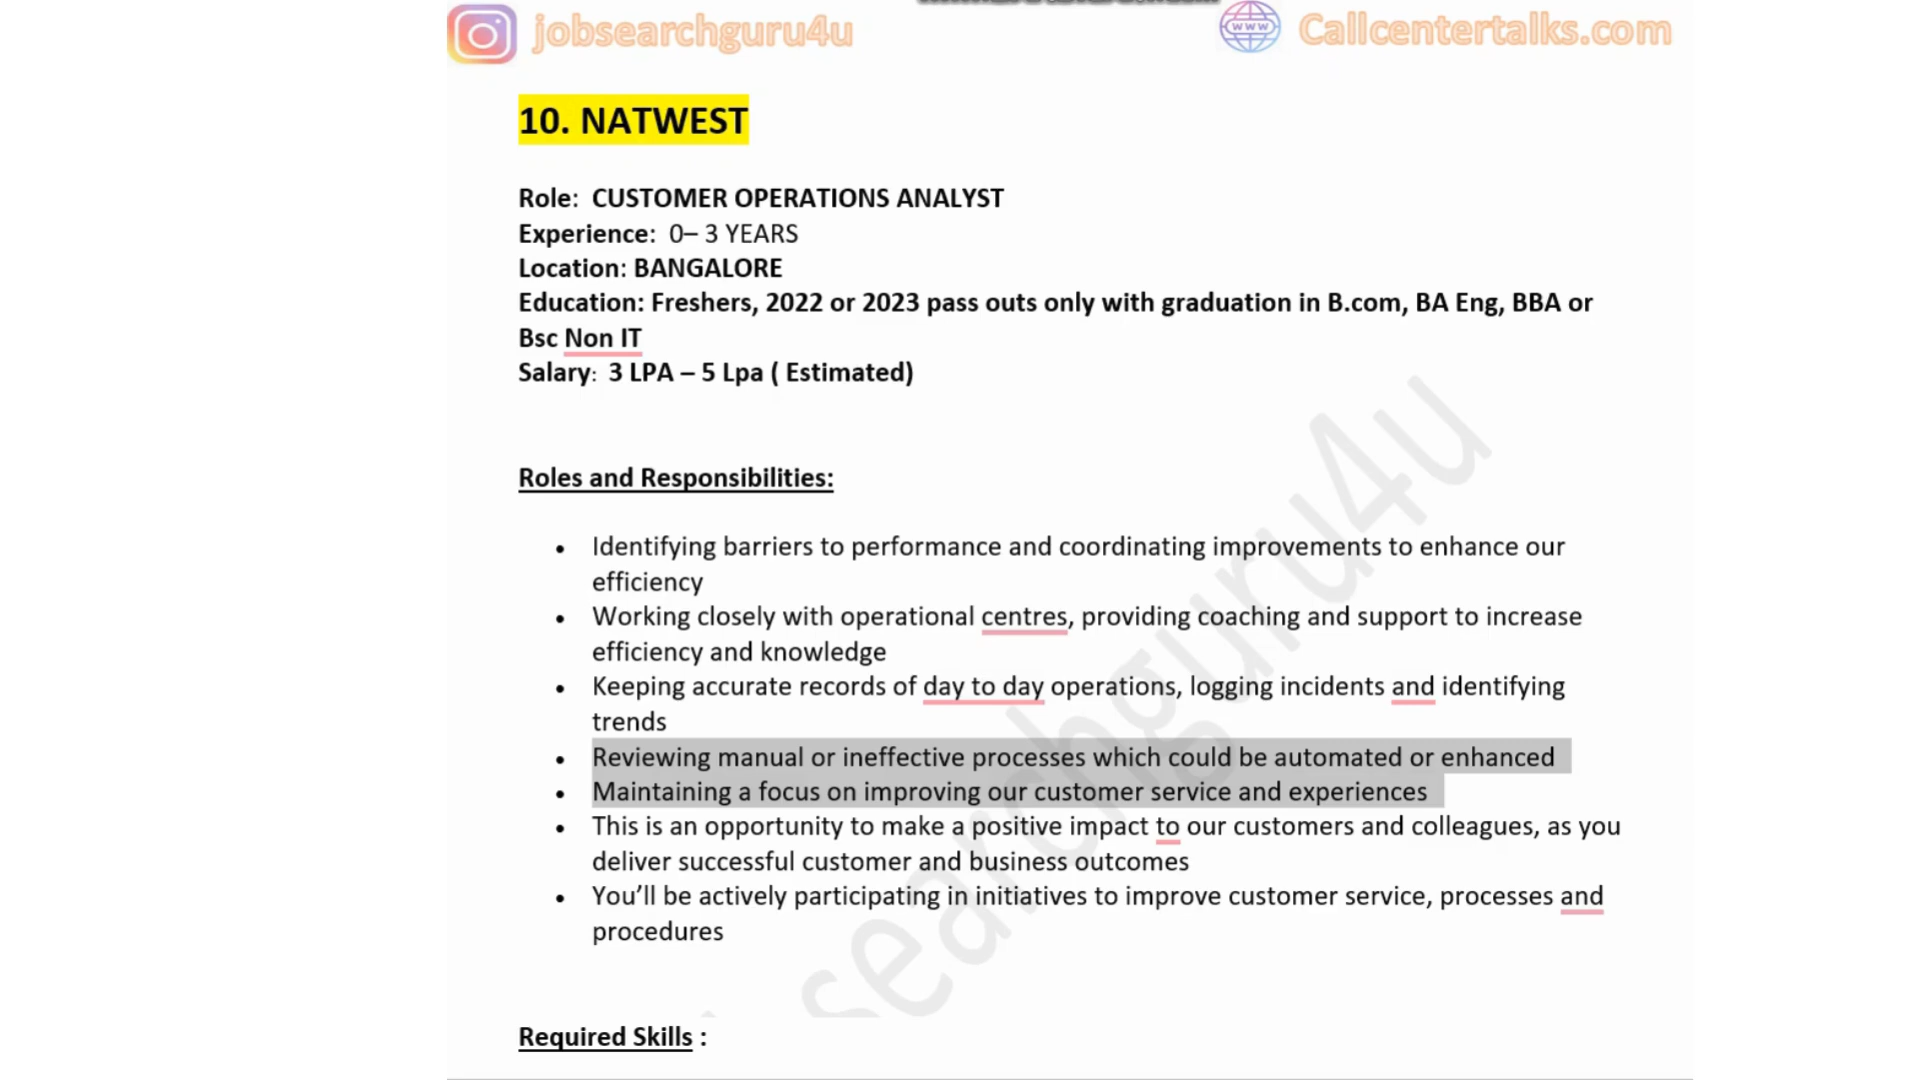 jobsearchguru4u
www
Callcentertalks.com
10. NATWEST
Role:  CUSTOMER OPERATIONS ANALYST
Experience:  0– 3 YEARS
Location: BANGALORE
Education: Freshers, 2022 or 2023 pass outs only with graduation in B.com, BA Eng, BBA or
Bsc Non IT
Salary:  3 LPA – 5 Lpa ( Estimated)
Roles and Responsibilities:
• Identifying barriers to performance and coordinating improvements to enhance our
efficiency
• Working closely with operational centres, providing coaching and support to increase
efficiency and knowledge
• Keeping accurate records of day to day operations, logging incidents and identifying
trends
• Reviewing manual or ineffective processes which could be automated or enhanced
• Maintaining a focus on improving our customer service and experiences
• This is an opportunity to make a positive impact to our customers and colleagues, as you
deliver successful customer and business outcomes
• You’ll be actively participating in initiatives to improve customer service, processes and
procedures
searchguru4u
Required Skills :